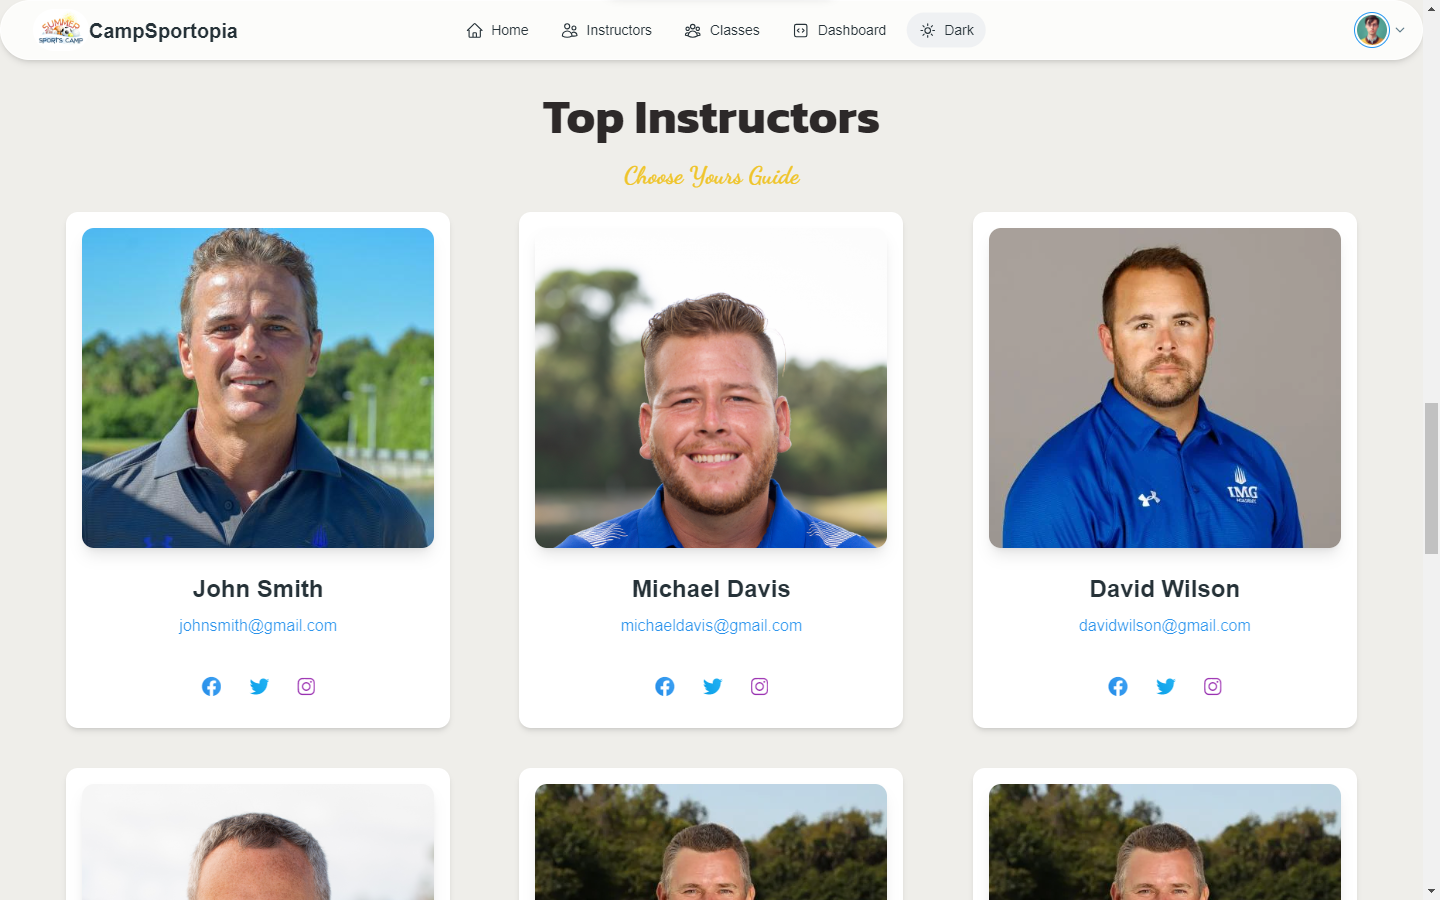 SUMMER
SPORTS CAMP
CampSportopia
Home
Instructors
Classes
Dashboard
Dark
Top Instructors
Choose Yours Guide
IMG
John Smith
Michael Davis
David Wilson
johnsmith@gmail.com
michaeldavis@gmail.com
davidwilson@gmail.com